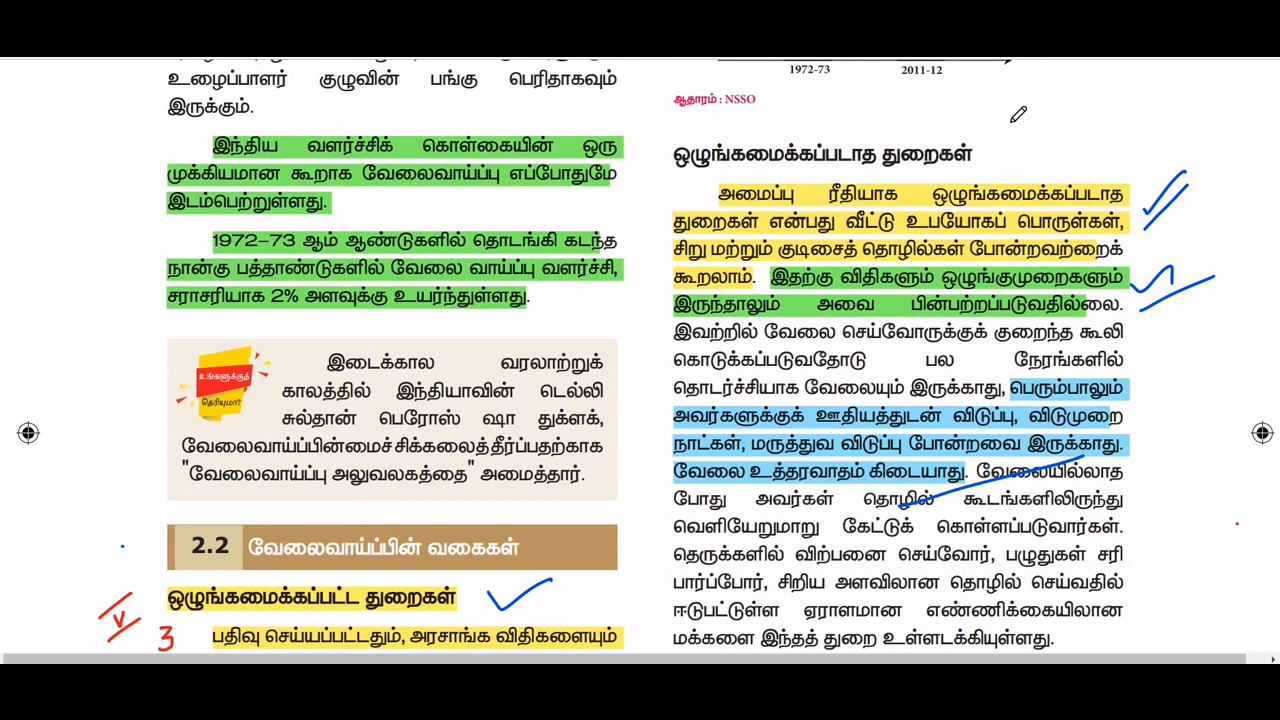 உழைப்பாளர் குழுவின் பங்கு பெரிதாகவும்
இருக்கும்.
இந்திய வளர்ச்சிக் கொள்கையின் ஒரு
முக்கியமான கூறாக வேலைவாய்ப்பு எப்போதுமே
இடம்பெற்றுள்ளது.
1972–73 ஆம் ஆண்டுகளில் தொடங்கி கடந்த
நான்கு பத்தாண்டுகளில் வேலை வாய்ப்பு வளர்ச்சி,
சராசரியாக 2% அளவுக்கு உயர்ந்துள்ளது.
உங்களுக்குத்
தெரியுமா?
இடைக்கால வரலாற்றுக்
காலத்தில் இந்தியாவின் டெல்லி
சுல்தான் பெரோஸ் ஷா துக்ளக்,
வேலைவாய்ப்பின்மைச் சிக்கலைத்தீர்ப்பதற்காக
"வேலைவாய்ப்பு அலுவலகத்தை" அமைத்தார்.
2.2 வேலைவாய்ப்பின் வகைகள்
ஒழுங்கமைக்கப்பட்ட துறைகள்
V
3
பதிவு செய்யப்பட்டதும், அரசாங்க விதிகளையும்
1972-73 2011-12
ஆதாரம் : NSSO
ஒழுங்கமைக்கப்படாத துறைகள்
அமைப்பு ரீதியாக ஒழுங்கமைக்கப்படாத
துறைகள் என்பது வீட்டு உபயோகப் பொருள்கள்,
சிறு மற்றும் குடிசைத் தொழில்கள் போன்றவற்றைக்
கூறலாம். இதற்கு விதிகளும் ஒழுங்குமுறைகளும்
இருந்தாலும் அவை பின்பற்றப்படுவதில்லை.
இவற்றில் வேலை செய்வோருக்குக் குறைந்த கூலி
கொடுக்கப்படுவதோடு பல நேரங்களில்
தொடர்ச்சியாக வேலையும் இருக்காது, பெரும்பாலும்
அவர்களுக்குக் ஊதியத்துடன் விடுப்பு, விடுமுறை
நாட்கள், மருத்துவ விடுப்பு போன்றவை இருக்காது.
வேலை உத்தரவாதம் கிடையாது. வேலையில்லாத
போது அவர்கள் தொழில் கூடங்களிலிருந்து
வெளியேறுமாறு கேட்டுக் கொள்ளப்படுவார்கள்.
தெருக்களில் விற்பனை செய்வோர், பழுதுகள் சரி
பார்ப்போர், சிறிய அளவிலான தொழில் செய்வதில்
ஈடுபட்டுள்ள ஏராளமான எண்ணிக்கையிலான
மக்களை இந்தத் துறை உள்ளடக்கியுள்ளது.